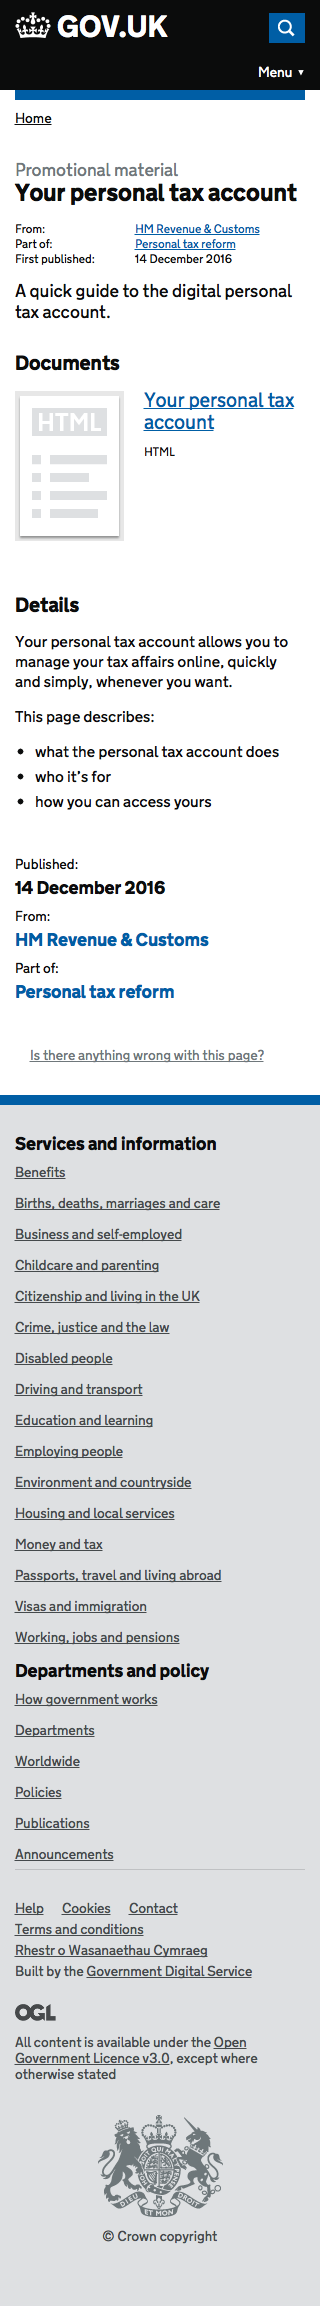 GOV.UK
Menu ▼
Home
Promotional material
Your personal tax account
From: HM Revenue & Customs
Part of: Personal tax reform
First published: 14 December 2016
A quick guide to the digital personal
tax account.
Documents
HTML
Your personal tax
account
HTML
Details
Your personal tax account allows you to
manage your tax affairs online, quickly
and simply, whenever you want.
This page describes:
• what the personal tax account does
• who it’s for
• how you can access yours
Published:
14 December 2016
From:
HM Revenue & Customs
Part of:
Personal tax reform
Is there anything wrong with this page?
Services and information
Benefits
Births, deaths, marriages and care
Business and self-employed
Childcare and parenting
Citizenship and living in the UK
Crime, justice and the law
Disabled people
Driving and transport
Education and learning
Employing people
Environment and countryside
Housing and local services
Money and tax
Passports, travel and living abroad
Visas and immigration
Working, jobs and pensions
Departments and policy
How government works
Departments
Worldwide
Policies
Publications
Announcements
Help Cookies Contact
Terms and conditions
Rhestr o Wasanaethau Cymraeg
Built by the Government Digital Service
OGL
All content is available under the Open
Government Licence v3.0, except where
otherwise stated
DIEU ET MON DROIT
© Crown copyright